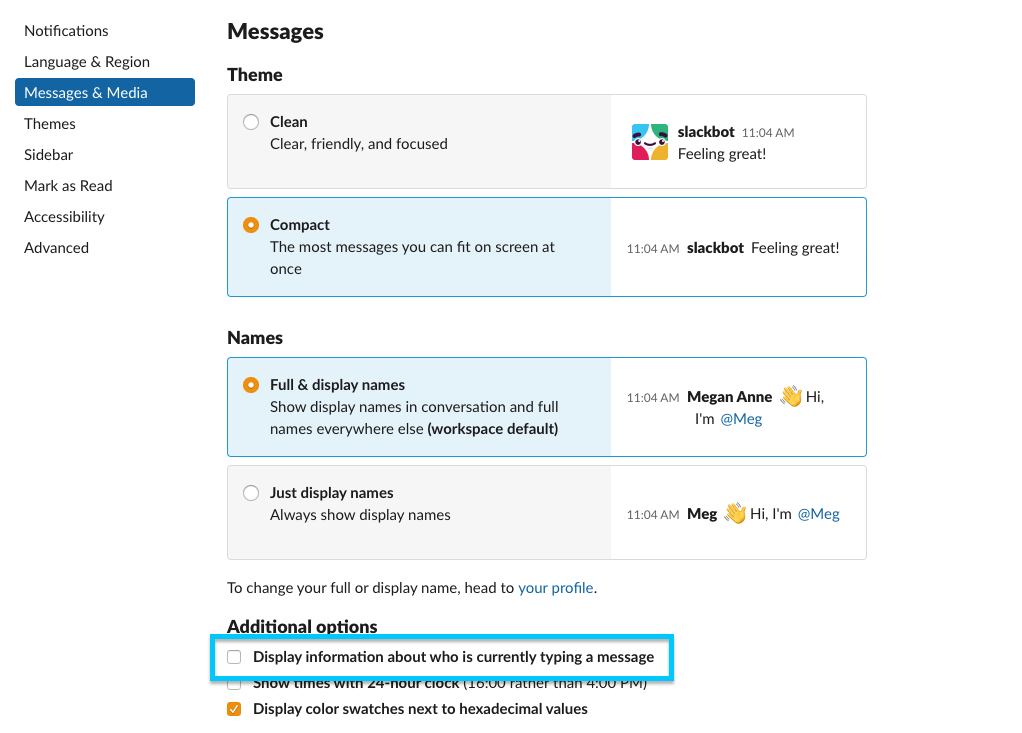 Notifications
Language & Region
Messages & Media
Themes
Sidebar
Mark as Read
Accessibility
Advanced
Messages
Theme
Clean
Clear, friendly, and focused
slackbot 11:04 AM
Feeling great!
Compact
The most messages you can fit on screen at
once
11:04 AM slackbot Feeling great!
Names
Full & display names
Show display names in conversation and full
names everywhere else (workspace default)
11:04 AM Megan Anne 👋 Hi,
I'm @Meg
Just display names
Always show display names
11:04 AM Meg 👋 Hi, I'm @Meg
To change your full or display name, head to your profile.
Additional options
Display information about who is currently typing a message
Show times with 24-hour clock (16:00 rather than 4:00 PM)
Display color swatches next to hexadecimal values